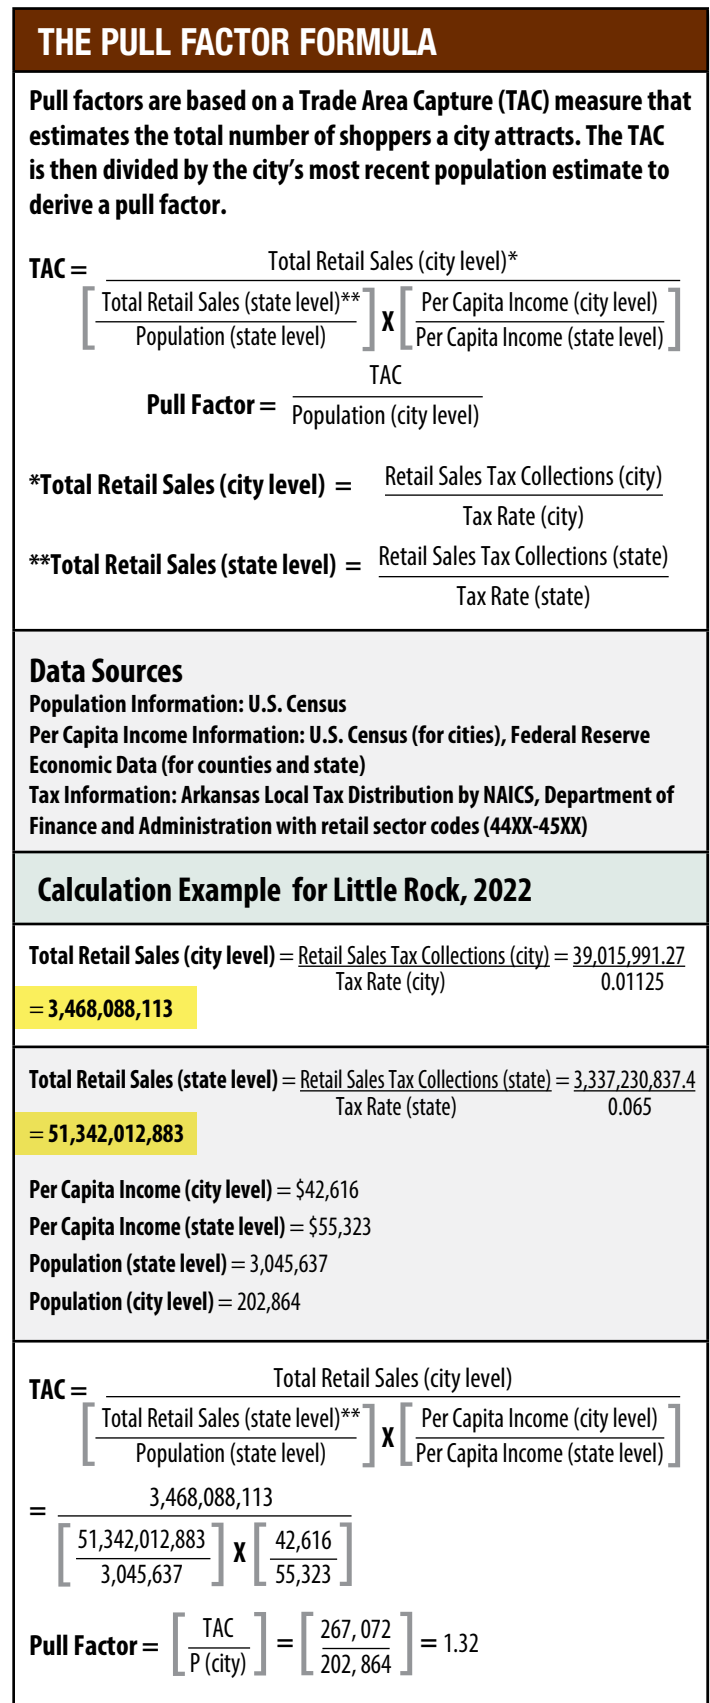 THE PULL FACTOR FORMULA
Pull factors are based on a Trade Area Capture (TAC) measure that
estimates the total number of shoppers a city attracts. The TAC
is then divided by the city's most recent population estimate to
derive a pull factor.
TAC =
Total Retail Sales (city level)*
Total Retail Sales (state level)**
Population (state level)
X
Per Capita Income (city level)
Per Capita Income (state level)
Pull Factor =
TAC
Population (city level)
*Total Retail Sales (city level) =
Retail Sales Tax Collections (city)
Tax Rate (city)
**Total Retail Sales (state level) =
Retail Sales Tax Collections (state)
Tax Rate (state)
Data Sources
Population Information: U.S. Census
Per Capita Income Information: U.S. Census (for cities), Federal Reserve
Economic Data (for counties and state)
Tax Information: Arkansas Local Tax Distribution by NAICS, Department of
Finance and Administration with retail sector codes (44XX-45XX)
Calculation Example for Little Rock, 2022
Total Retail Sales (city level) = Retail Sales Tax Collections (city) = 39,015,991.27
Tax Rate (city) 0.01125
= 3,468,088,113
Total Retail Sales (state level) = Retail Sales Tax Collections (state) = 3,337,230,837.4
Tax Rate (state) 0.065
= 51,342,012,883
Per Capita Income (city level) = $42,616
Per Capita Income (state level) = $55,323
Population (state level) = 3,045,637
Population (city level) = 202,864
TAC =
Total Retail Sales (city level)
Total Retail Sales (state level)**
Population (state level)
X
Per Capita Income (city level)
Per Capita Income (state level)
=
3,468,088,113
51,342,012,883
3,045,637
X
42,616
55,323
Pull Factor =
TAC
P (city)
=
267, 072
202, 864
= 1.32